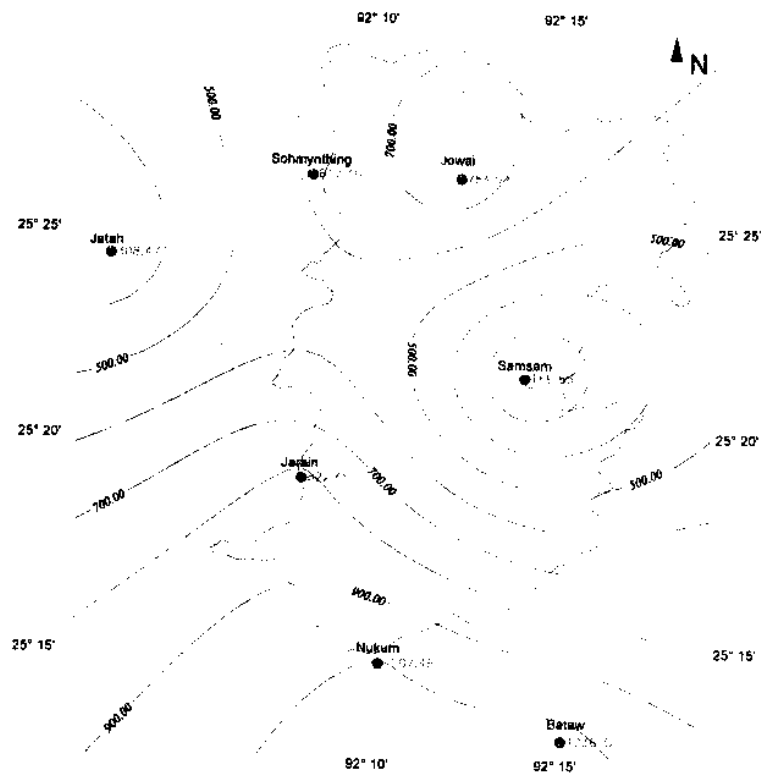 92° 10' 92° 15'
N
500.00
700.00
Sohmynthing
Jowai
25° 25' 25° 25'
Jatah
500.00
500.00
500.00
Samsam
25° 20' 25° 20'
Jarain
700.00
500.00
700.00
900.00
25° 15' 25° 15'
Nukum
900.00
Bataw
92° 10' 92° 15'